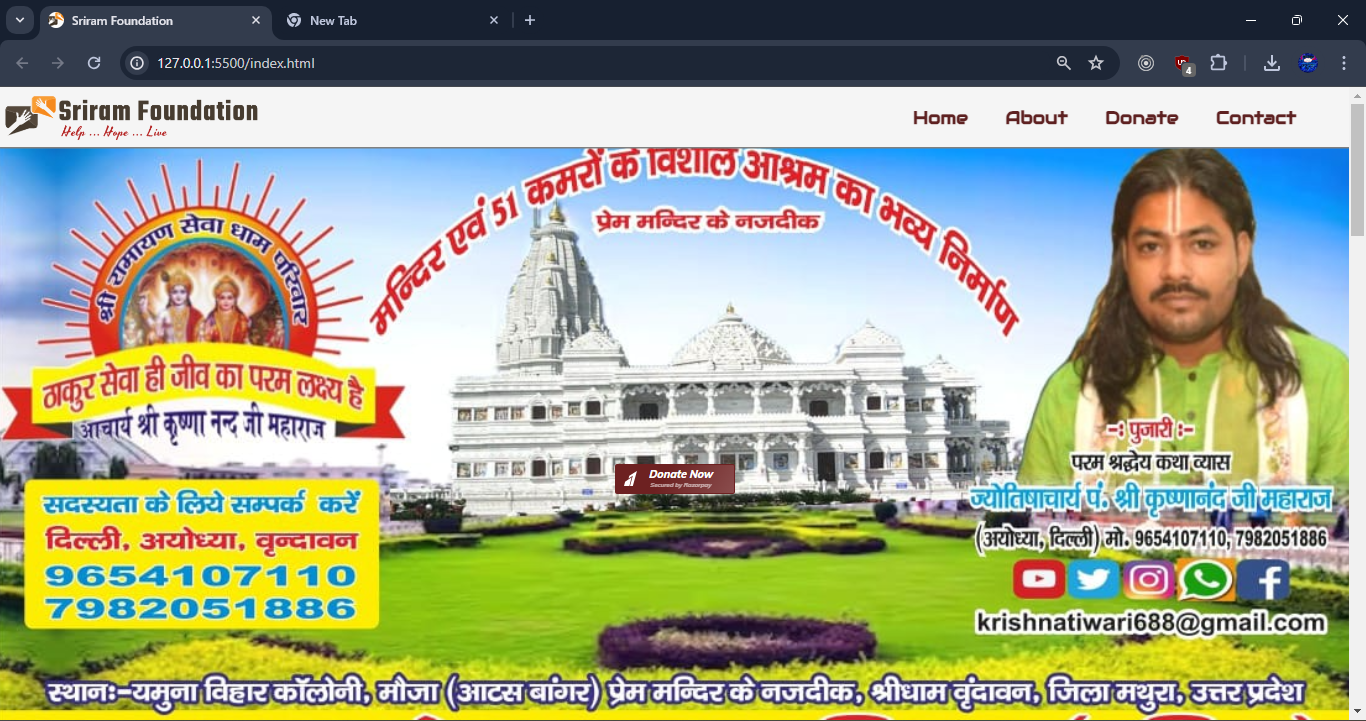 Sriram Foundation
New Tab
127.0.0.1:5500/index.html
4
Sriram Foundation
Help ... Hope ... Live
Home
About
Donate
Contact
मन्दिर एवं 51 कमरों के विशाल आश्रम का भव्य निर्माण
प्रेम मन्दिर के नजदीक
श्री रामायण सेवा धाम परिवार
ठाकुर सेवा ही जीव का परम लक्ष्य है
आचार्य श्री कृष्णा नन्द जी महाराज
सदस्यता के लिये सम्पर्क करें
दिल्ली, अयोध्या, वृन्दावन
9654107110
7982051886
Donate Now
Secured by Razorpay
-: पुजारी :-
परम श्रद्धेय कथा व्यास
ज्योतिषाचार्य पं. श्री कृष्णानंद जी महाराज
(अयोध्या, दिल्ली) मो. 9654107110, 7982051886
krishnatiwari688@gmail.com
स्थानः-यमुना विहार कॉलोनी, मौजा (आटस बांगर) प्रेम मन्दिर के नजदीक, श्रीधाम वृंदावन, जिला मथुरा, उत्तर प्रदेश